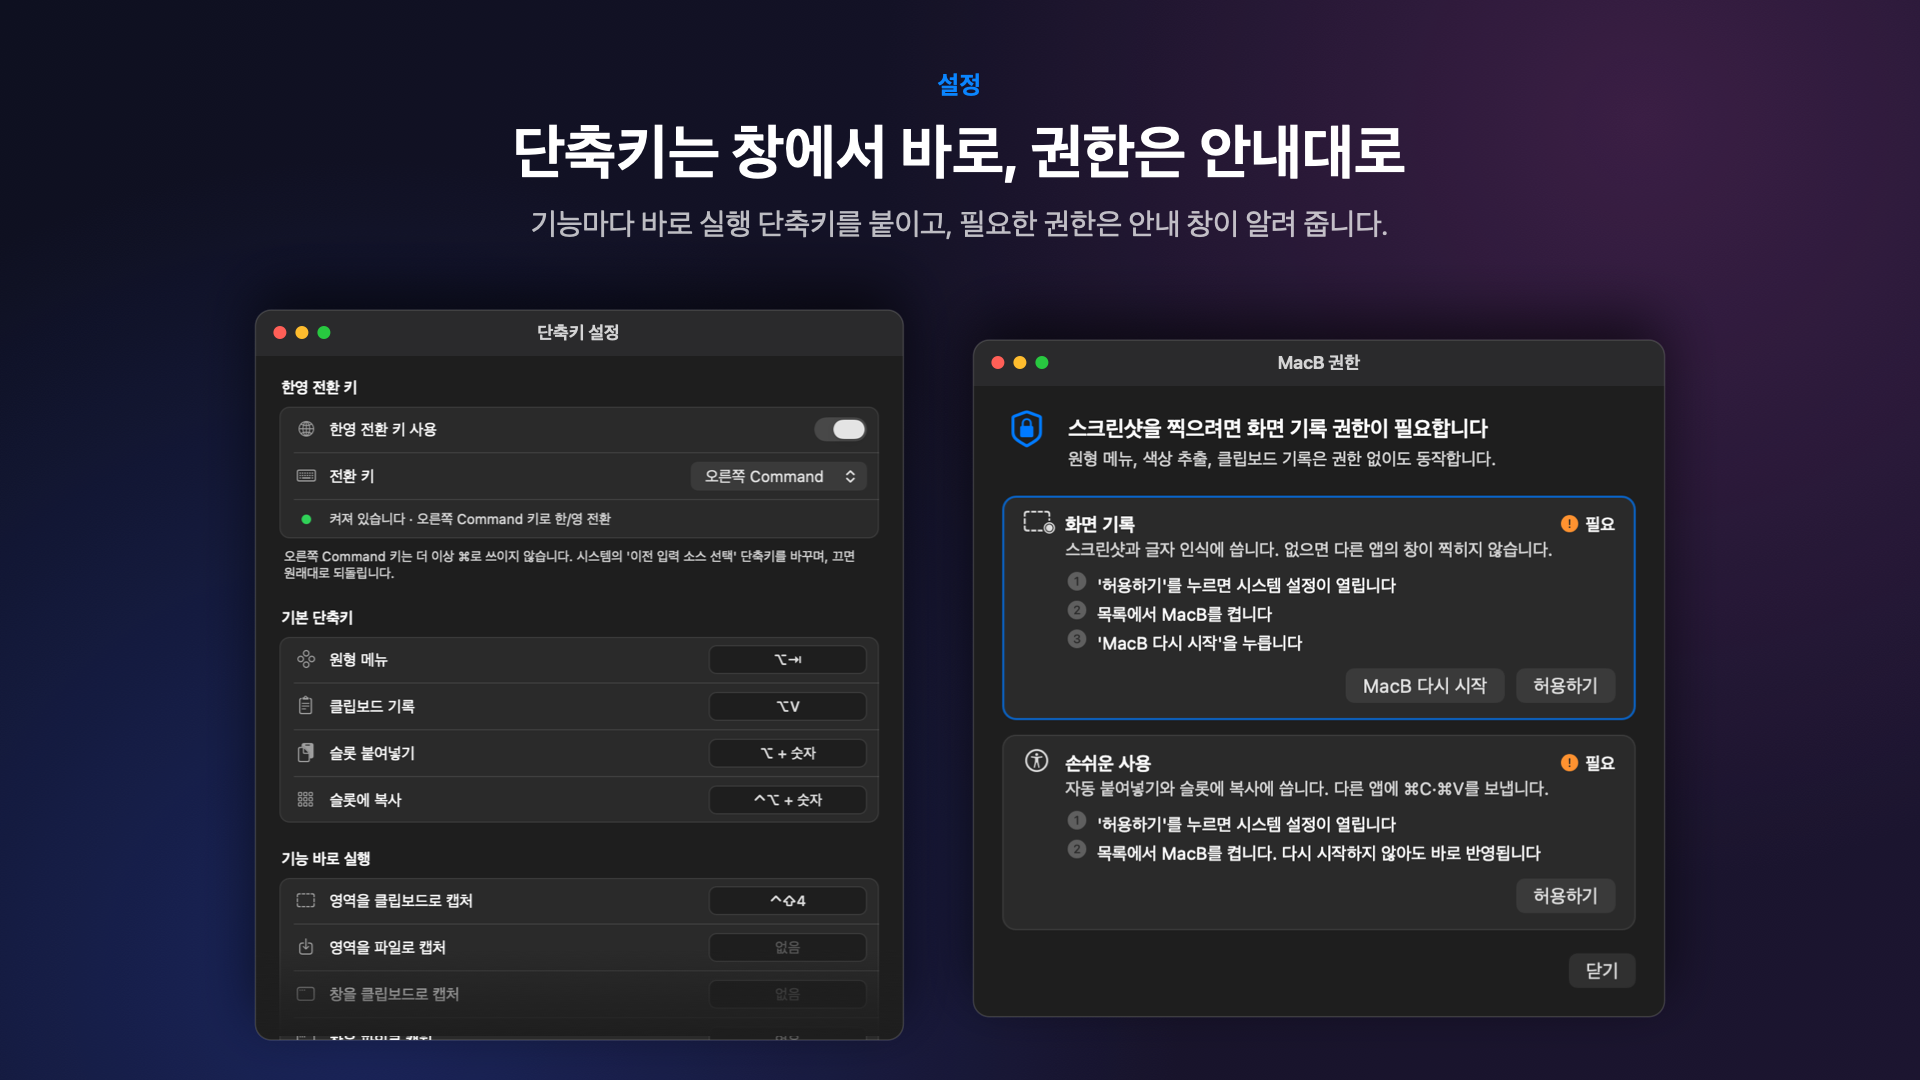 설정
단축키는 창에서 바로, 권한은 안내대로
기능마다 바로 실행 단축키를 붙이고, 필요한 권한은 안내 창이 알려 줍니다.
단축키 설정
한영 전환 키
한영 전환 키 사용
전환 키
오른쪽 Command
켜져 있습니다 · 오른쪽 Command 키로 한/영 전환
오른쪽 Command 키는 더 이상 ⌘로 쓰이지 않습니다. 시스템의 '이전 입력 소스 선택' 단축키를 바꾸며, 끄면
원래대로 되돌립니다.
기본 단축키
원형 메뉴
⌥⇥
클립보드 기록
⌥V
슬롯 붙여넣기
⌥ + 숫자
슬롯에 복사
^⌥ + 숫자
기능 바로 실행
영역을 클립보드로 캡처
^⇧4
영역을 파일로 캡처
없음
창을 클립보드로 캡처
없음
MacB 권한
스크린샷을 찍으려면 화면 기록 권한이 필요합니다
원형 메뉴, 색상 추출, 클립보드 기록은 권한 없이도 동작합니다.
화면 기록
! 필요
스크린샷과 글자 인식에 씁니다. 없으면 다른 앱의 창이 찍히지 않습니다.
1 '허용하기'를 누르면 시스템 설정이 열립니다
2 목록에서 MacB를 켭니다
3 'MacB 다시 시작'을 누릅니다
MacB 다시 시작
허용하기
손쉬운 사용
! 필요
자동 붙여넣기와 슬롯에 복사에 씁니다. 다른 앱에 ⌘C·⌘V를 보냅니다.
1 '허용하기'를 누르면 시스템 설정이 열립니다
2 목록에서 MacB를 켭니다. 다시 시작하지 않아도 바로 반영됩니다
허용하기
닫기